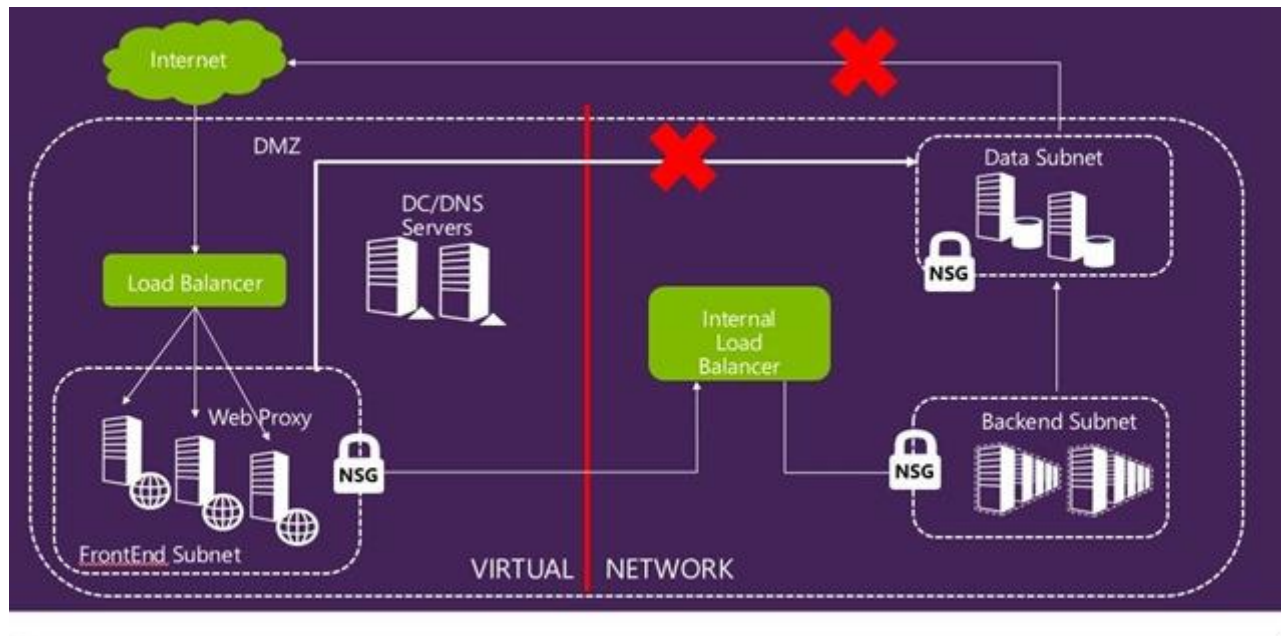 Internet
DMZ
Data Subnet
DC/DNS
Servers
NSG
Load Balancer
Internal
Load
Balancer
Web Proxy
Backend Subnet
NSG
NSG
FrontEnd Subnet
VIRTUAL NETWORK